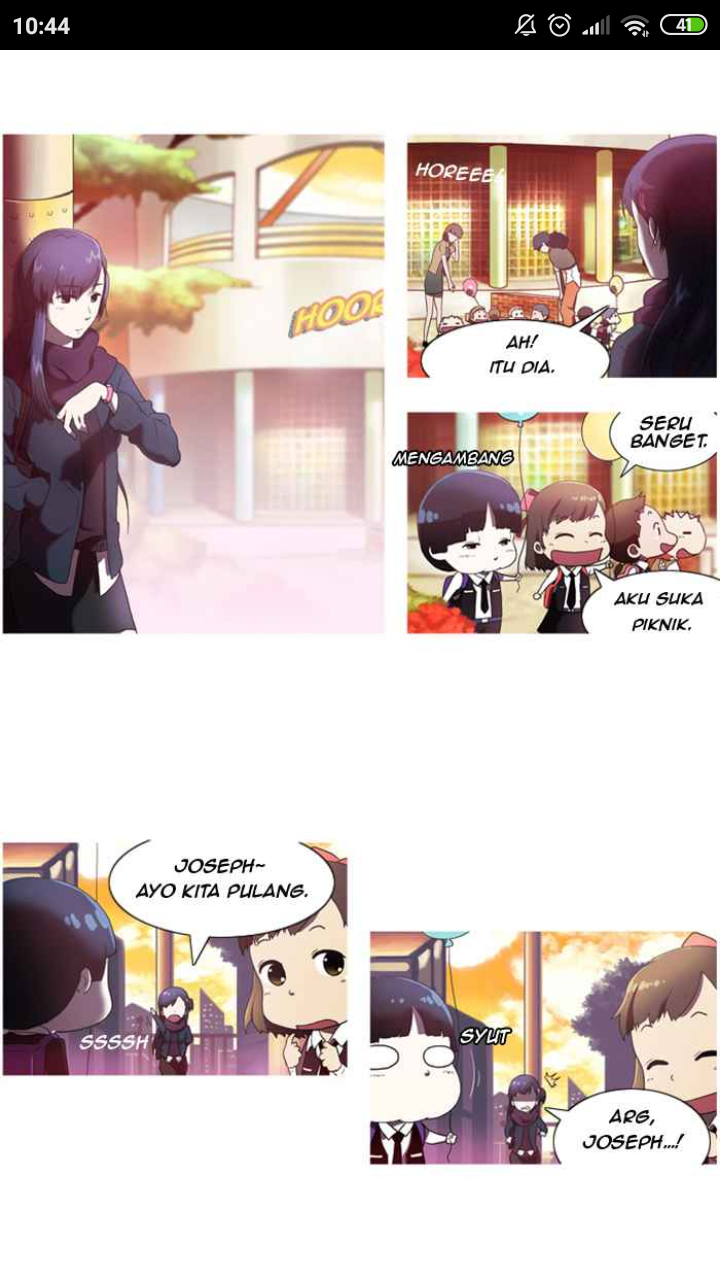 10:44
41
HOOR
HOREEE!
AH!
ITU DIA.
SERU
BANGET.
MENGAMBANG
AKU SUKA
PIKNIK.
JOSEPH~
AYO KITA PULANG.
SSSSH
SYUT
ARG,
JOSEPH...!